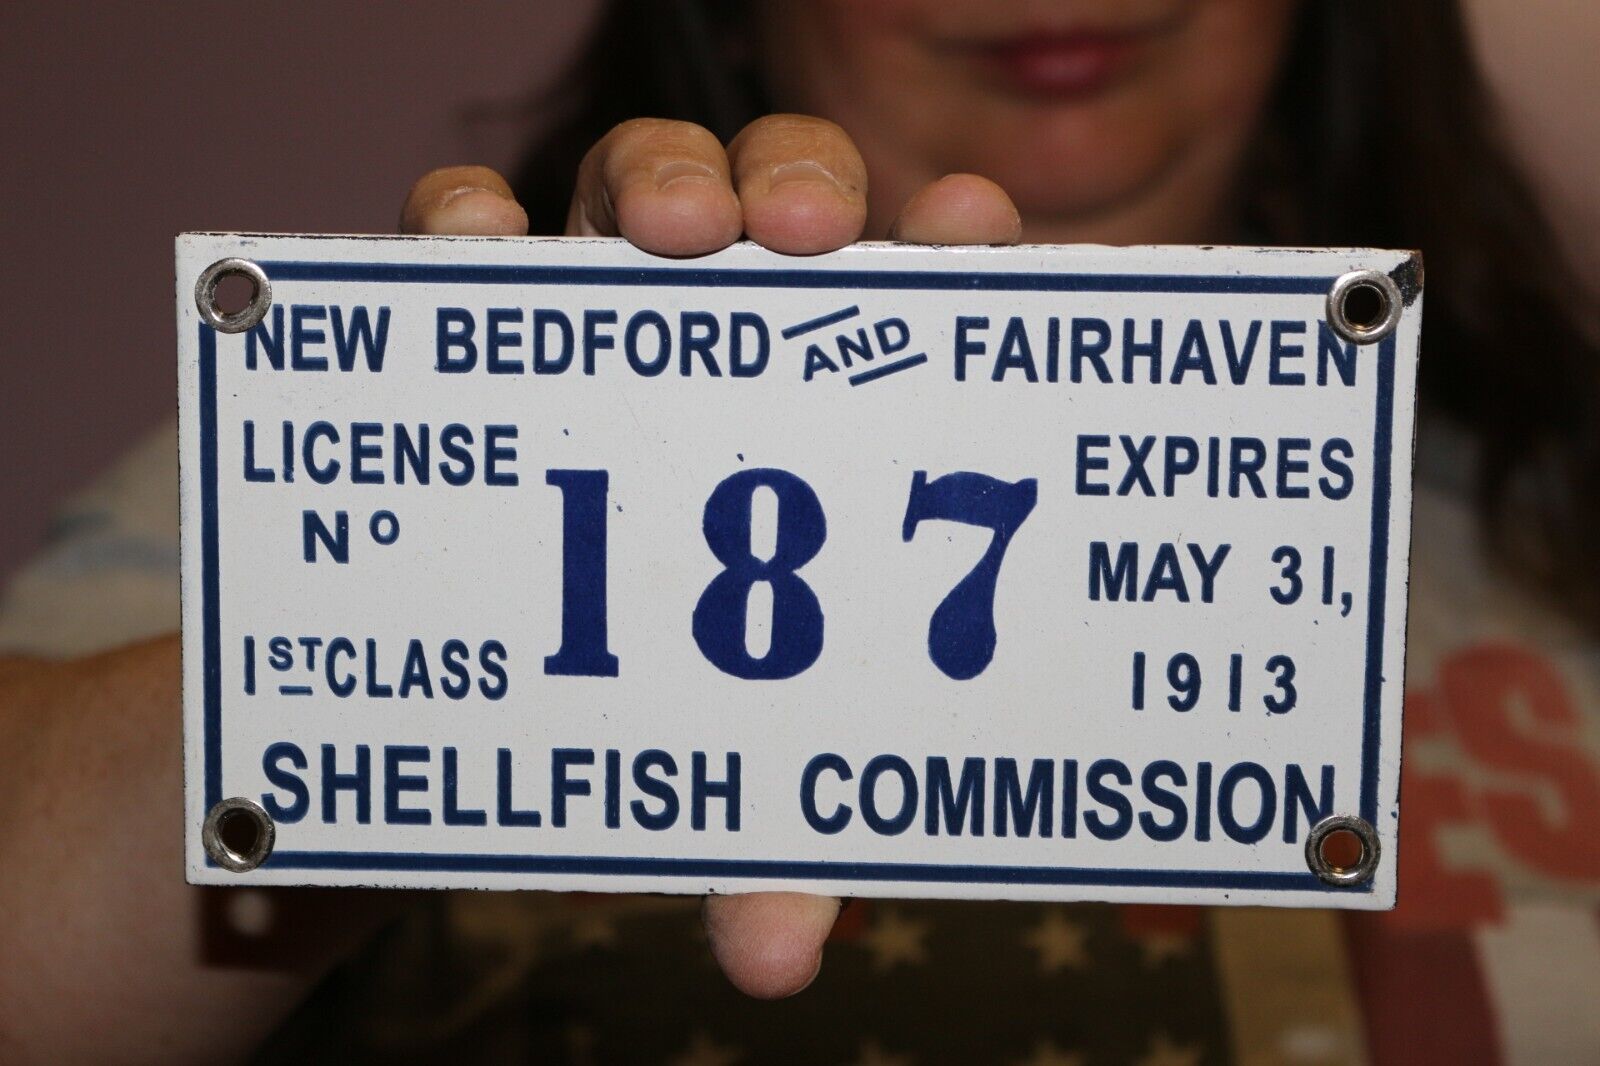 NEW BEDFORD AND FAIRHAVEN
LICENSE
Nº
1ST CLASS
187
EXPIRES
MAY 31,
1913
SHELLFISH COMMISSION